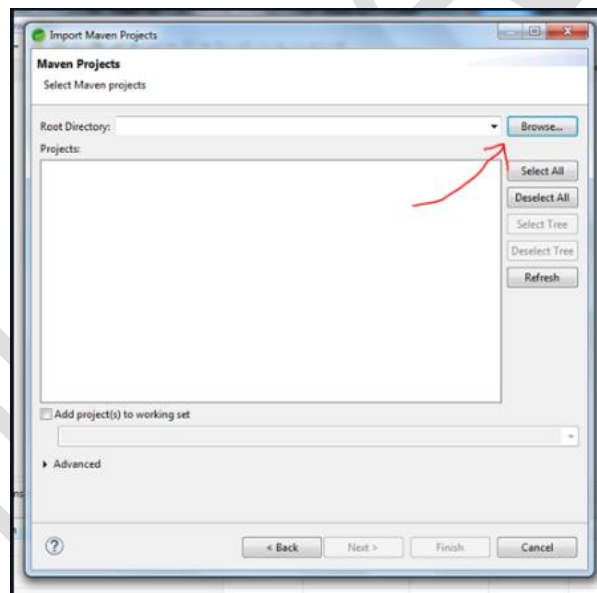 Import Maven Projects
Maven Projects
Select Maven projects
Root Directory:
Browse...
Projects:
Select All
Deselect All
Select Tree
Deselect Tree
Refresh
Add project(s) to working set
Advanced
< Back
Next >
Finish
Cancel